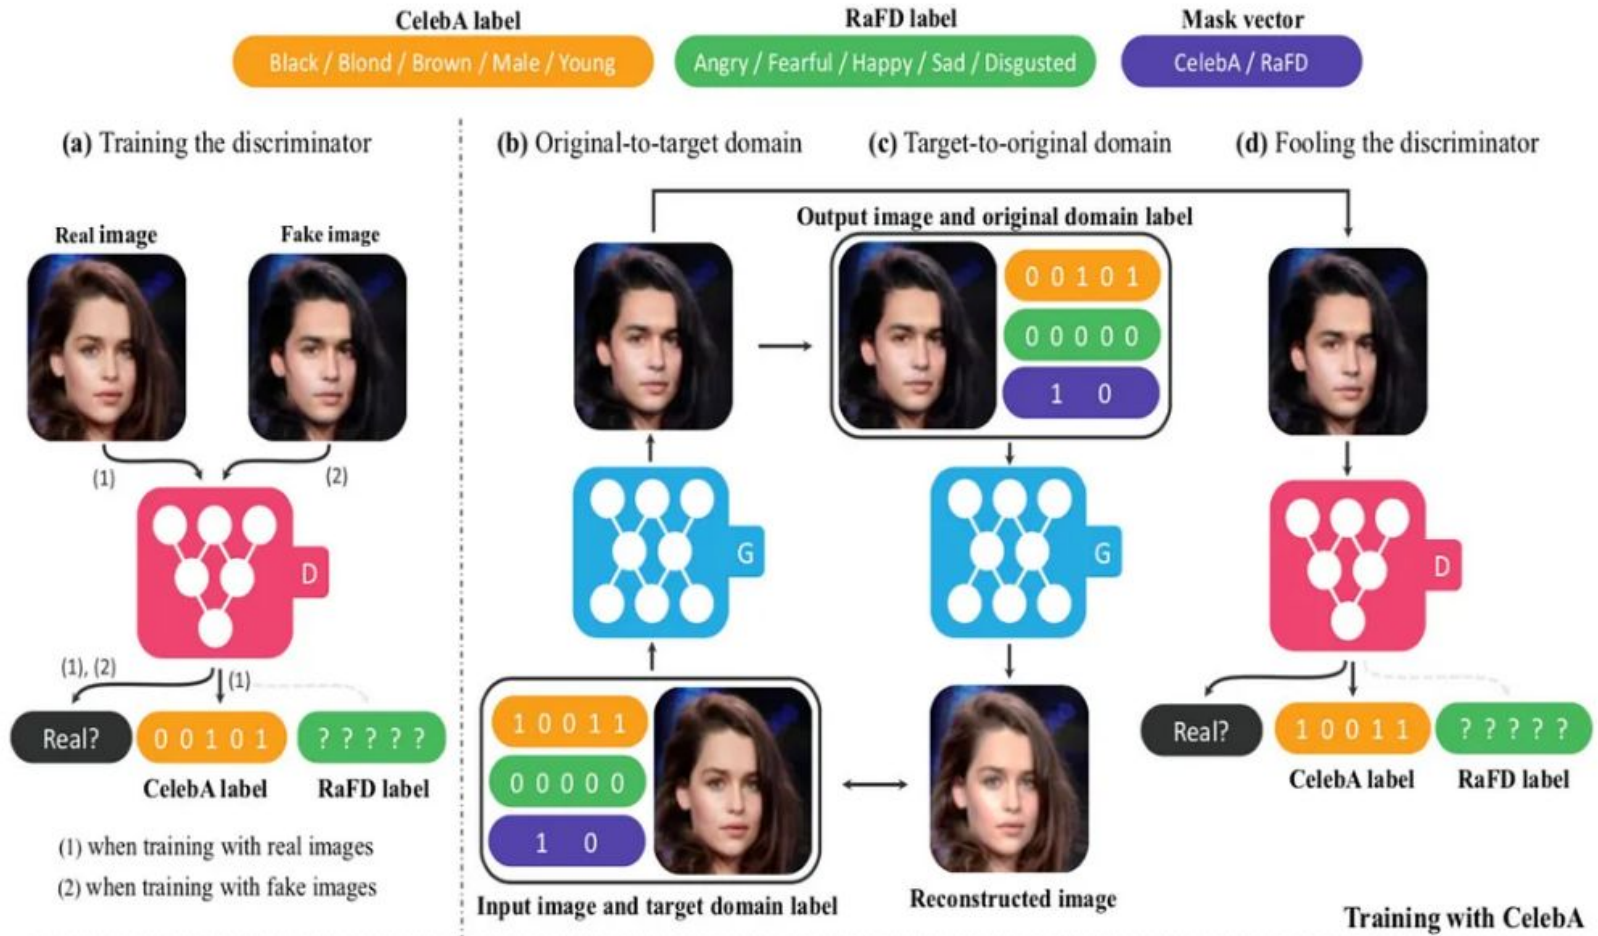 CelebA label
RaFD label
Mask vector
Black / Blond / Brown / Male / Young
Angry / Fearful / Happy / Sad / Disgusted
CelebA / RaFD
(a) Training the discriminator
(b) Original-to-target domain
(c) Target-to-original domain
(d) Fooling the discriminator
Real image
Fake image
(1)
(2)
D
(1), (2)
(1)
Real?
0 0 1 0 1
? ? ? ? ?
CelebA label
RaFD label
(1) when training with real images
(2) when training with fake images
G
1 0 0 1 1
0 0 0 0 0
1 0
Input image and target domain label
Output image and original domain label
0 0 1 0 1
0 0 0 0 0
1 0
G
Reconstructed image
D
Real?
1 0 0 1 1
? ? ? ? ?
CelebA label
RaFD label
Training with CelebA